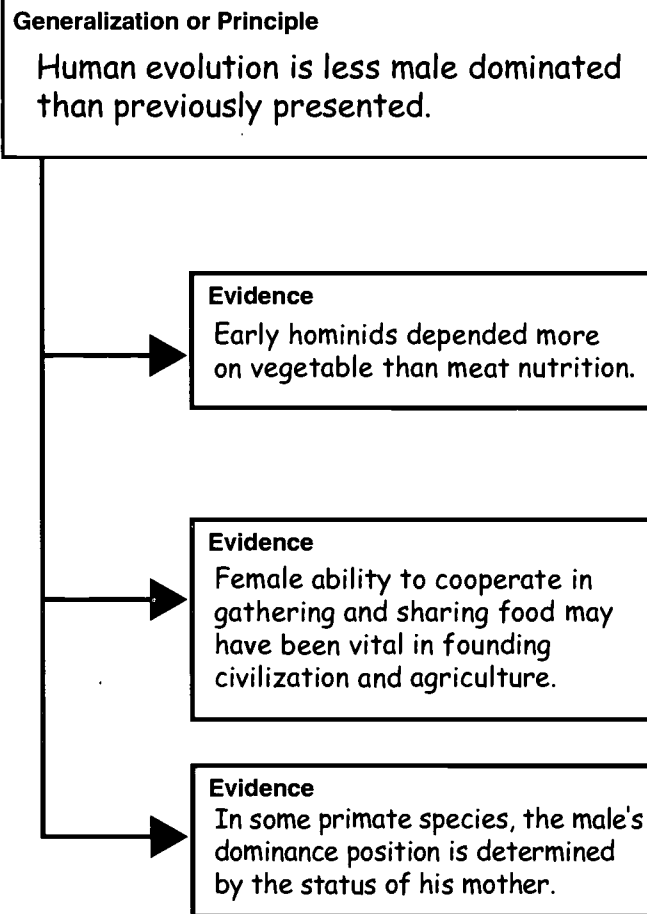 Generalization or Principle
Human evolution is less male dominated
than previously presented.
Evidence
Early hominids depended more
on vegetable than meat nutrition.
Evidence
Female ability to cooperate in
gathering and sharing food may
have been vital in founding
civilization and agriculture.
Evidence
In some primate species, the male's
dominance position is determined
by the status of his mother.